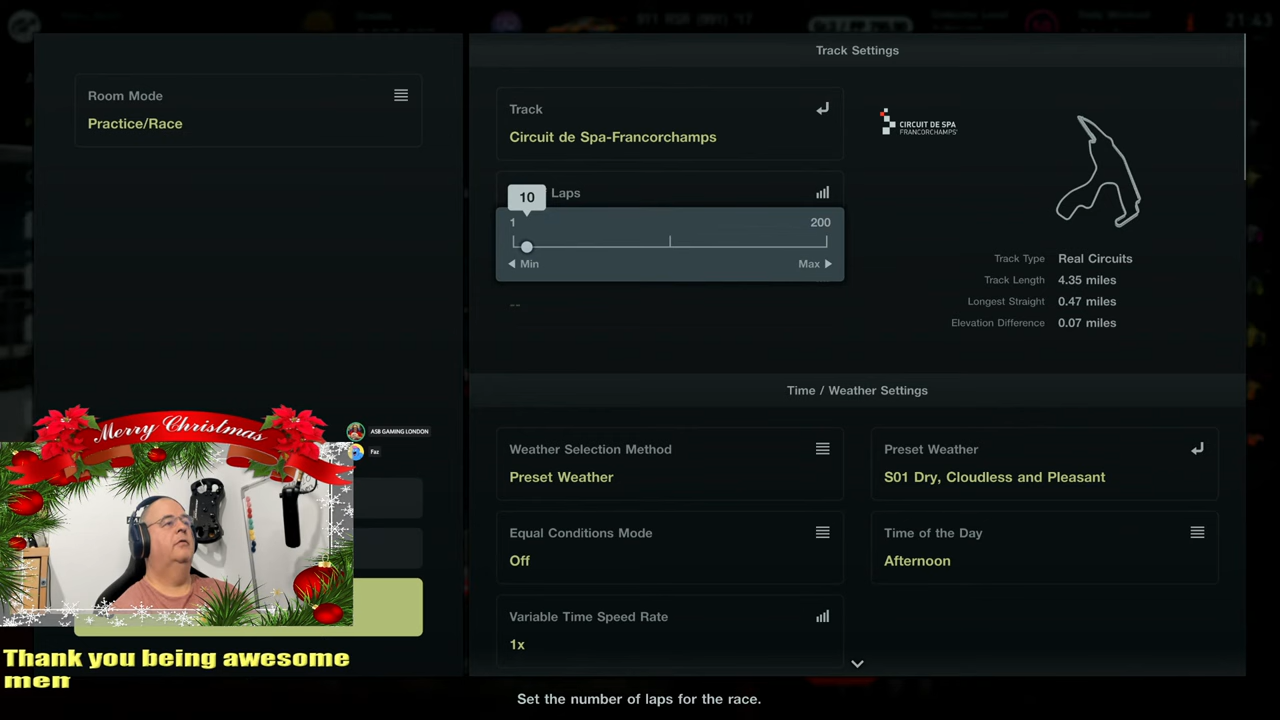 21:43
Track Settings
Room Mode
Practice/Race
Track
Circuit de Spa-Francorchamps
CIRCUIT DE SPA
FRANCORCHAMPS
Laps
10
1
200
Min
Max
--
Track Type Real Circuits
Track Length 4.35 miles
Longest Straight 0.47 miles
Elevation Difference 0.07 miles
Time / Weather Settings
Weather Selection Method
Preset Weather
Preset Weather
S01 Dry, Cloudless and Pleasant
Equal Conditions Mode
Off
Time of the Day
Afternoon
Variable Time Speed Rate
1x
Set the number of laps for the race.
Merry Christmas
ASB GAMING LONDON
Faz
Thank you being awesome
men